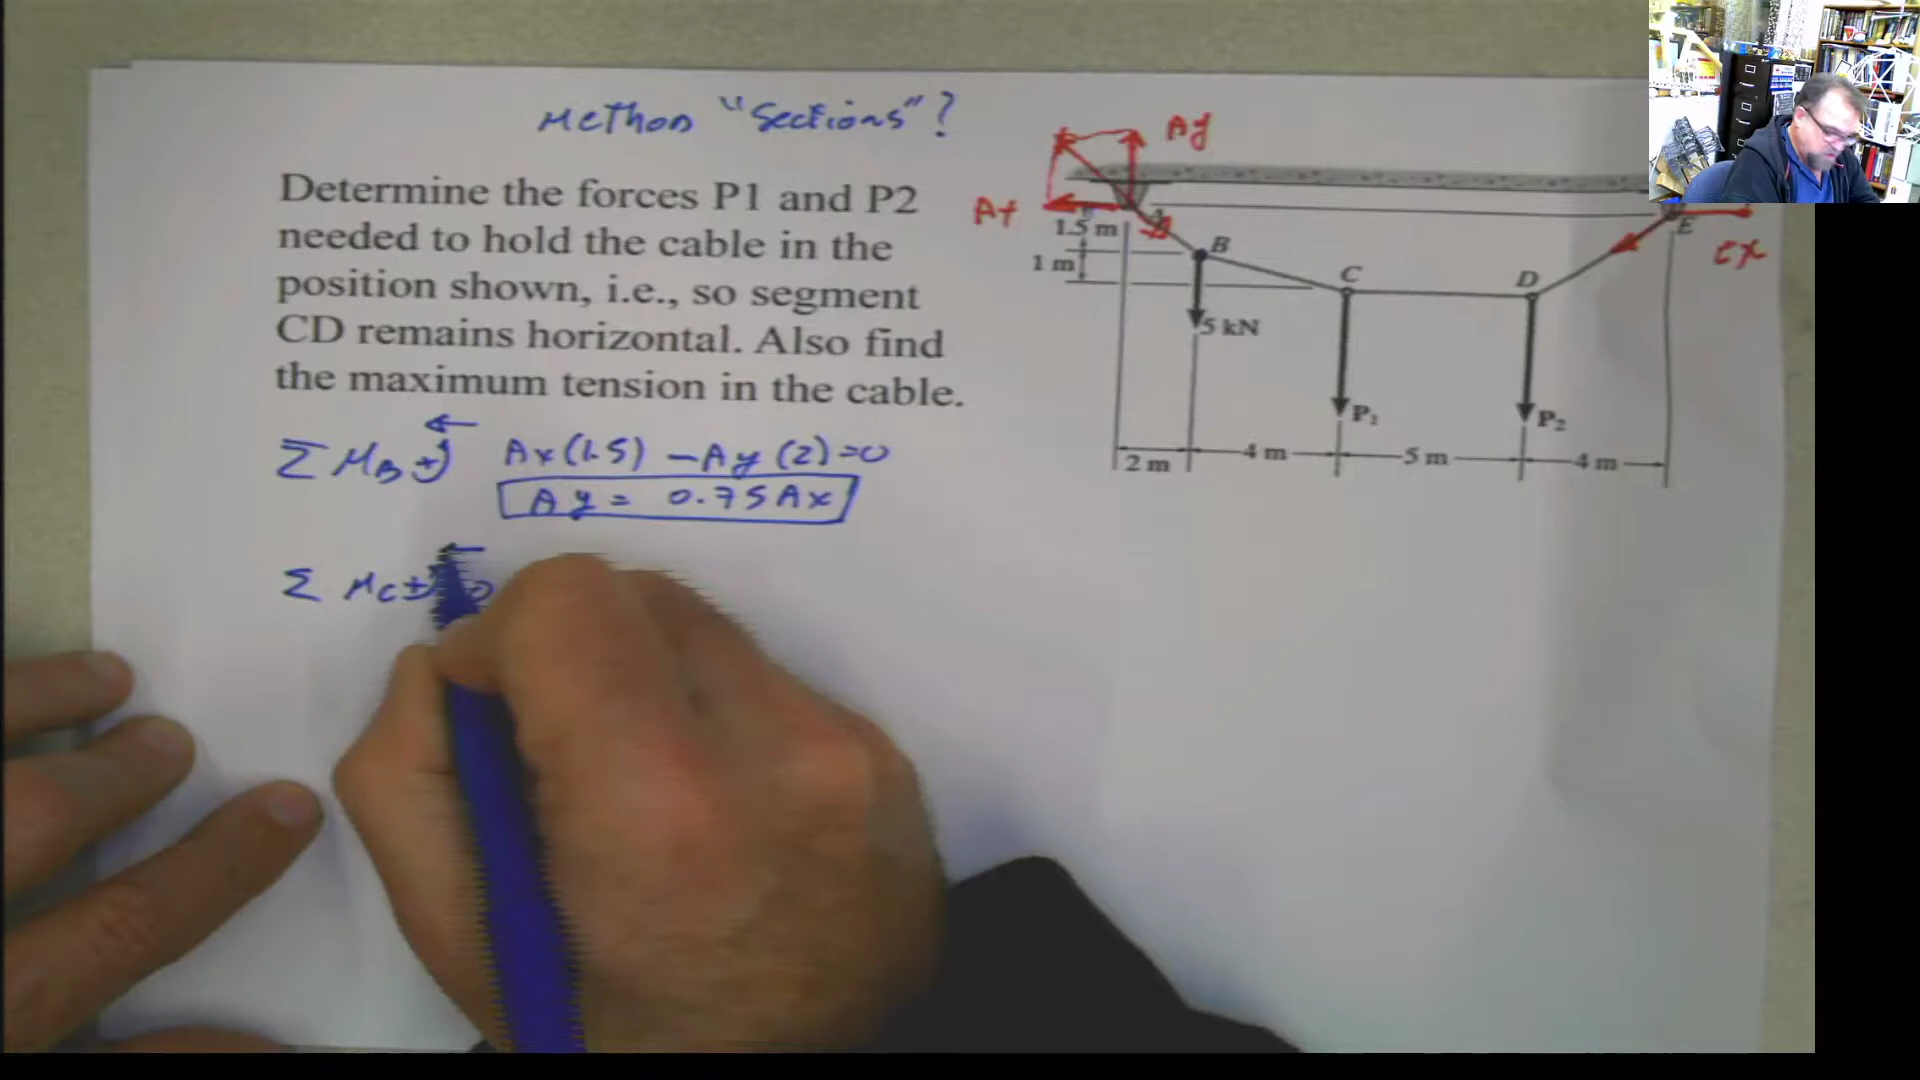 Method "Sections"?
Determine the forces P1 and P2
needed to hold the cable in the
position shown, i.e., so segment
CD remains horizontal. Also find
the maximum tension in the cable.
Ay
Ax
A
1.5 m
1 m
B
C
D
E
Ex
5 kN
P₁
P₂
2 m
4 m
5 m
4 m
ΣMB + Ax(1.5) - Ay(2)=0
Ay = 0.75Ax
Σ Mc+ 0